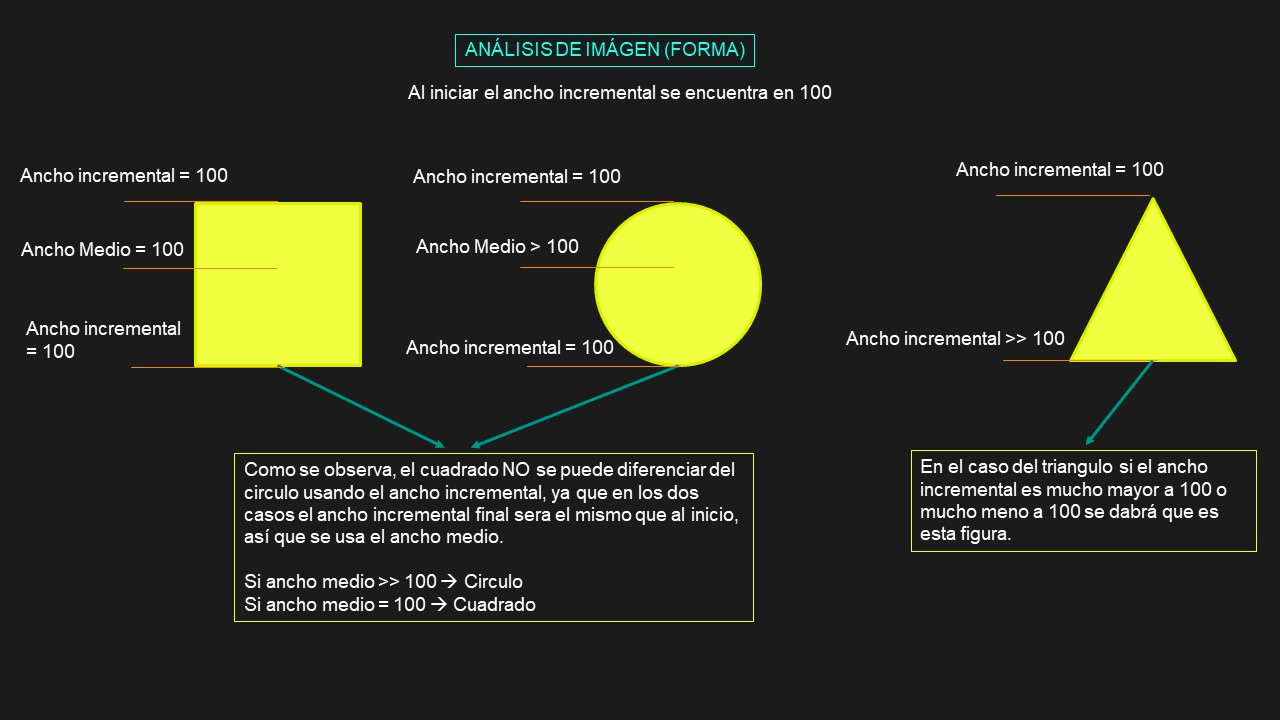 ANÁLISIS DE IMÁGEN (FORMA)
Al iniciar el ancho incremental se encuentra en 100
Ancho incremental = 100
Ancho Medio = 100
Ancho incremental
= 100
Ancho incremental = 100
Ancho Medio > 100
Ancho incremental = 100
Ancho incremental = 100
Ancho incremental >> 100
Como se observa, el cuadrado NO se puede diferenciar del
circulo usando el ancho incremental, ya que en los dos
casos el ancho incremental final sera el mismo que al inicio,
así que se usa el ancho medio.
Si ancho medio >> 100 → Circulo
Si ancho medio = 100 → Cuadrado
En el caso del triangulo si el ancho
incremental es mucho mayor a 100 o
mucho meno a 100 se dabrá que es
esta figura.